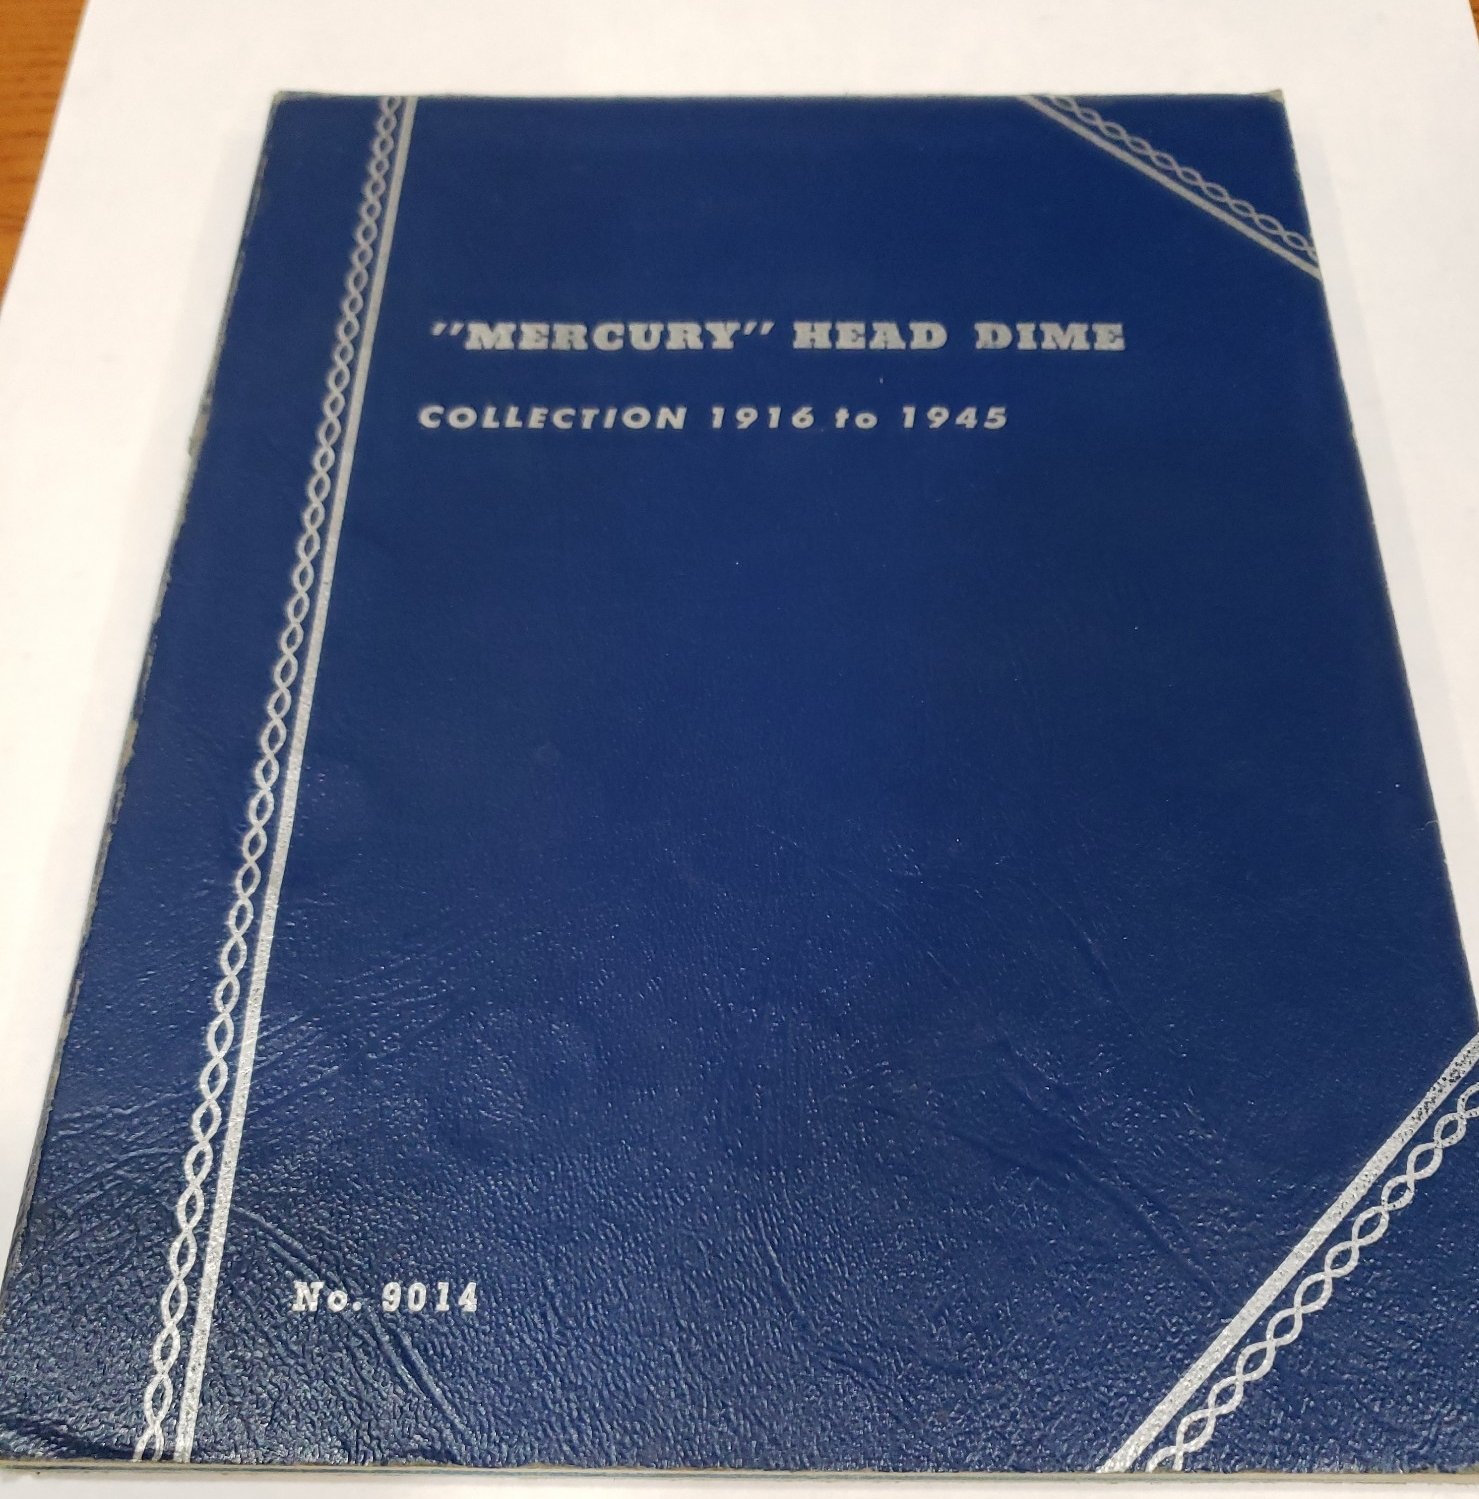 "MERCURY" HEAD DIME
COLLECTION 1916 to 1945
No. 9014